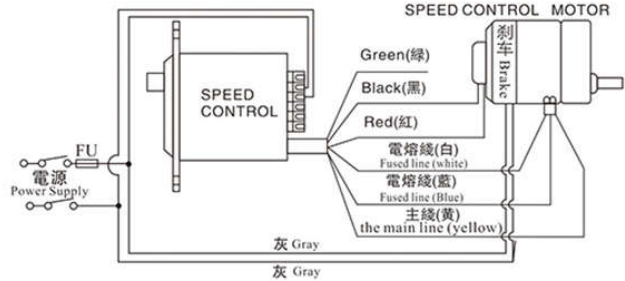 SPEED CONTROL MOTOR
刹车 Brake
Green(緑)
Black(黑)
Red(紅)
SPEED
CONTROL
電熔綫(白)
Fused line (white)
電熔綫(藍)
Fused line (Blue)
主綫(黄)
the main line (yellow)
FU
電源
Power Supply
灰 Gray
灰 Gray